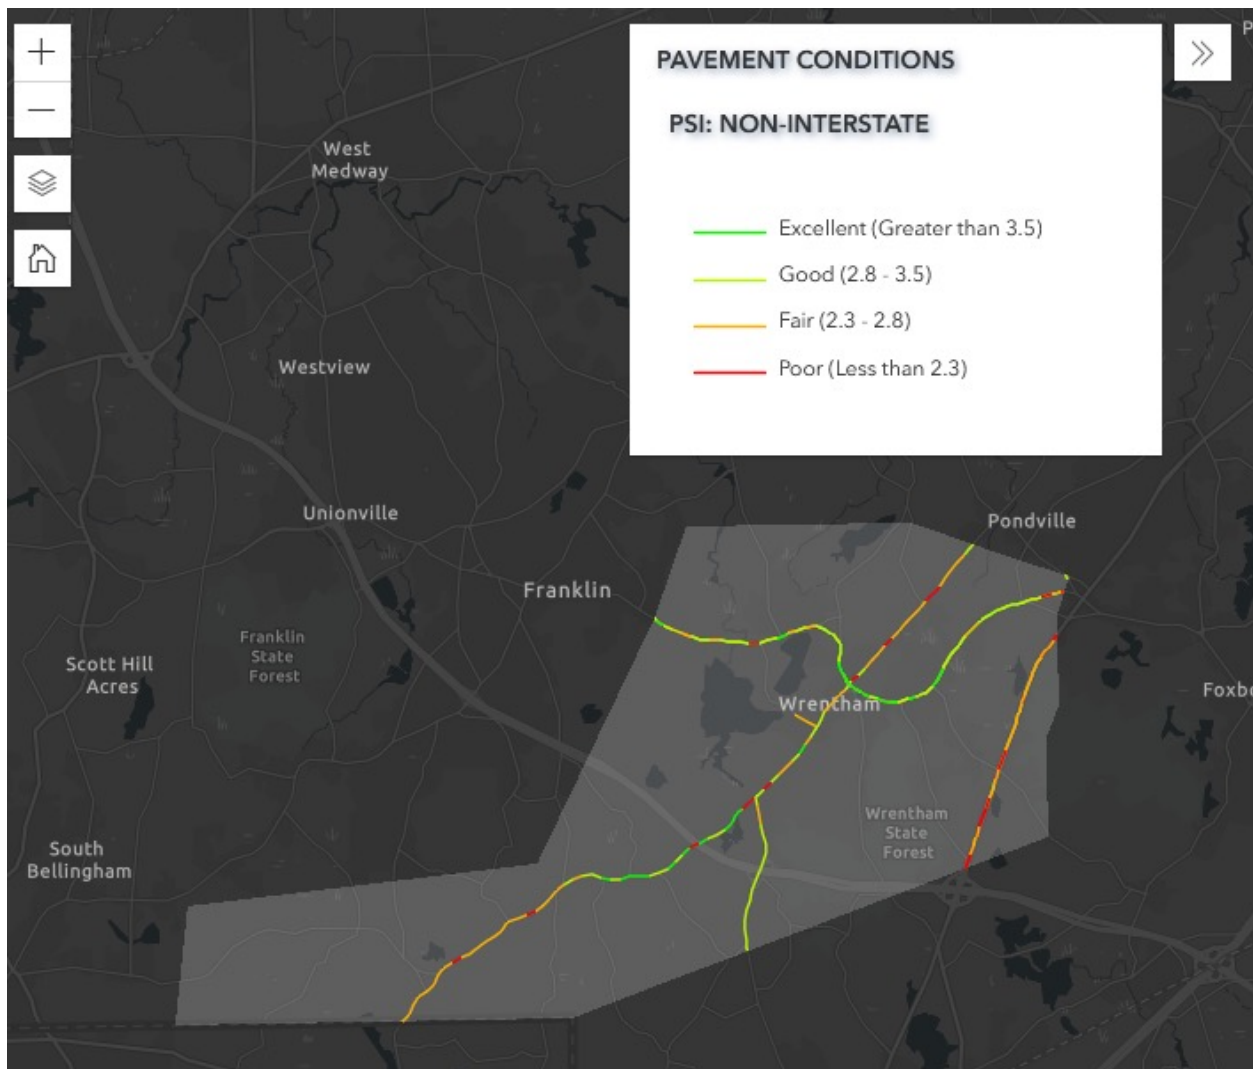 PAVEMENT CONDITIONS
PSI: NON-INTERSTATE
Excellent (Greater than 3.5)
Good (2.8 - 3.5)
Fair (2.3 - 2.8)
Poor (Less than 2.3)
West
Medway
Westview
Unionville
Pondville
Franklin
Franklin
State
Forest
Scott Hill
Acres
Wrentham
Wrentham
State
Forest
South
Bellingham